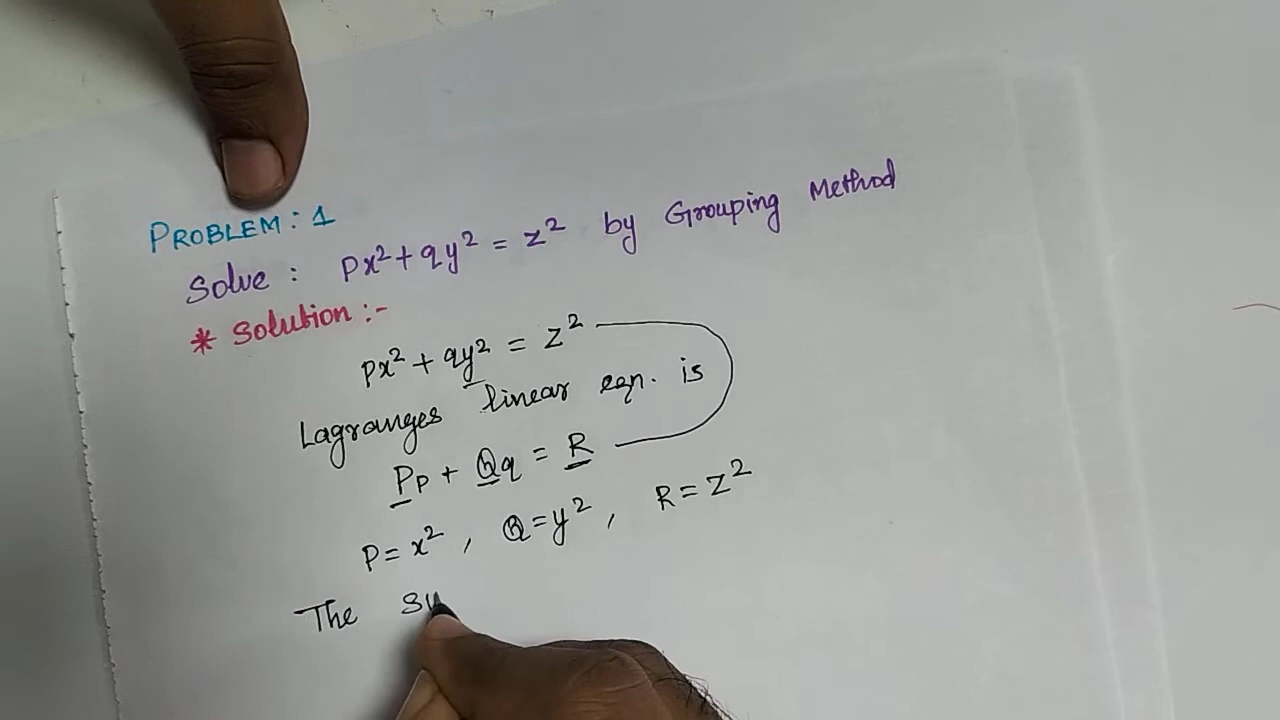 PROBLEM: 1
Solve : px² + qy² = z² by Grouping Method
* Solution :-
px² + qy² = z²
Lagranges linear eqn. is
Pp + Qq = R
P = x² , Q = y² , R = z²
The